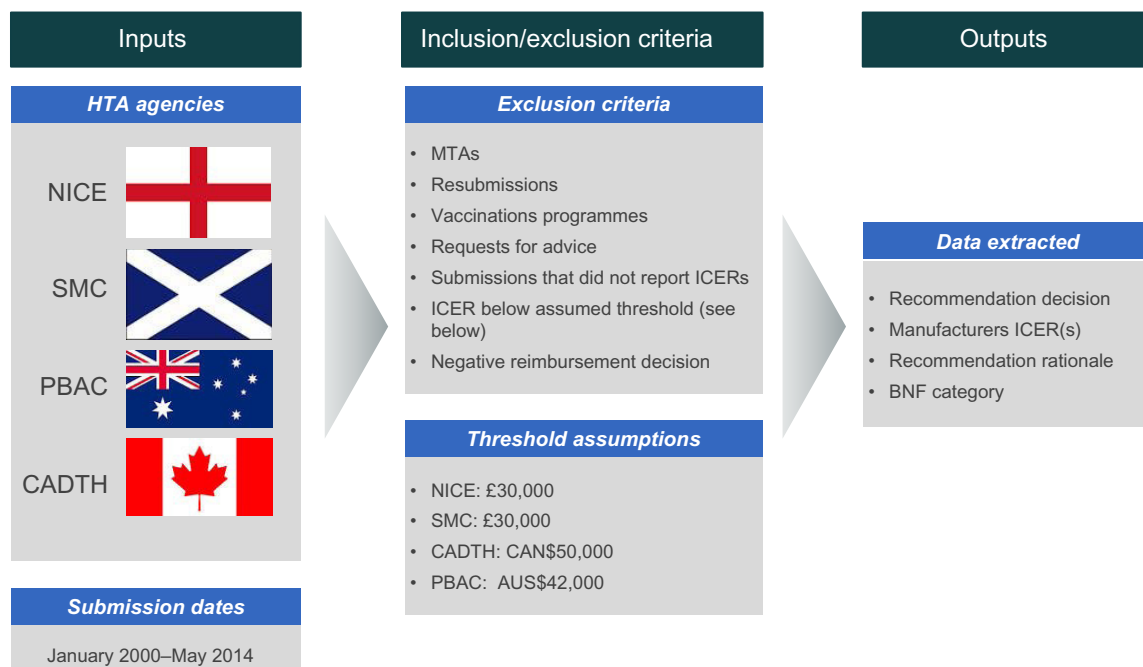 Inputs
HTA agencies
NICE
SMC
PBAC
CADTH
Submission dates
January 2000–May 2014
Inclusion/exclusion criteria
Exclusion criteria
• MTAs
• Resubmissions
• Vaccinations programmes
• Requests for advice
• Submissions that did not report ICERs
• ICER below assumed threshold (see
below)
• Negative reimbursement decision
Threshold assumptions
• NICE: £30,000
• SMC: £30,000
• CADTH: CAN$50,000
• PBAC:  AUS$42,000
Outputs
Data extracted
• Recommendation decision
• Manufacturers ICER(s)
• Recommendation rationale
• BNF category